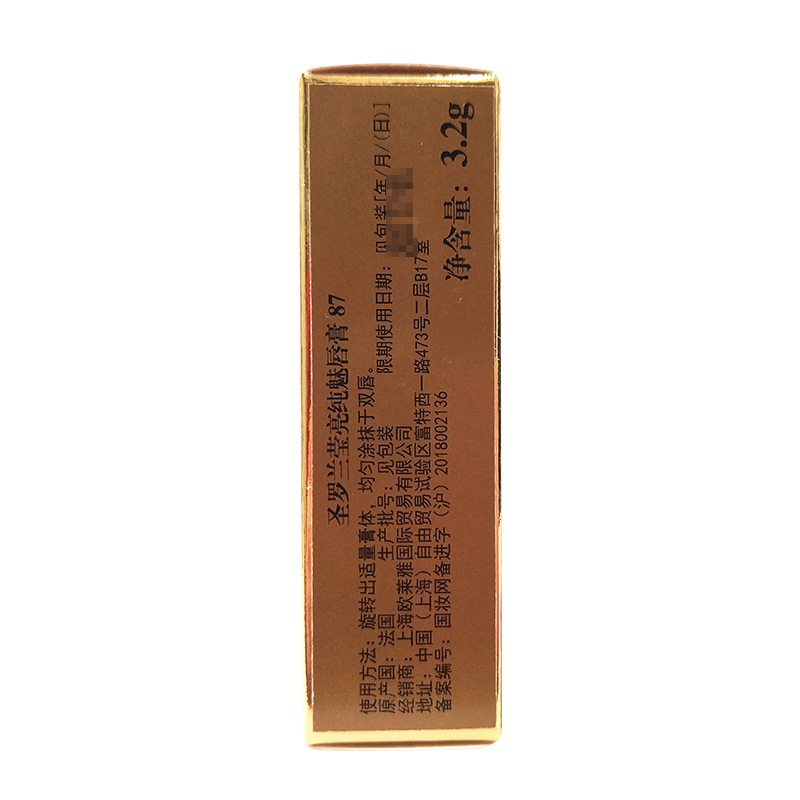 圣罗兰莹亮纯魅唇膏 87
使用方法：旋转出适量膏体，均匀涂抹于双唇。
原产国：法国 生产批号：见包装 限期使用日期：见包装[年/月/(日)]
经销商：上海欧莱雅国际贸易有限公司
地址：中国（上海）自由贸易试验区富特西一路473号二层B17室
备案编号：国妆网备进字（沪）2018002136
净含量：3.2g